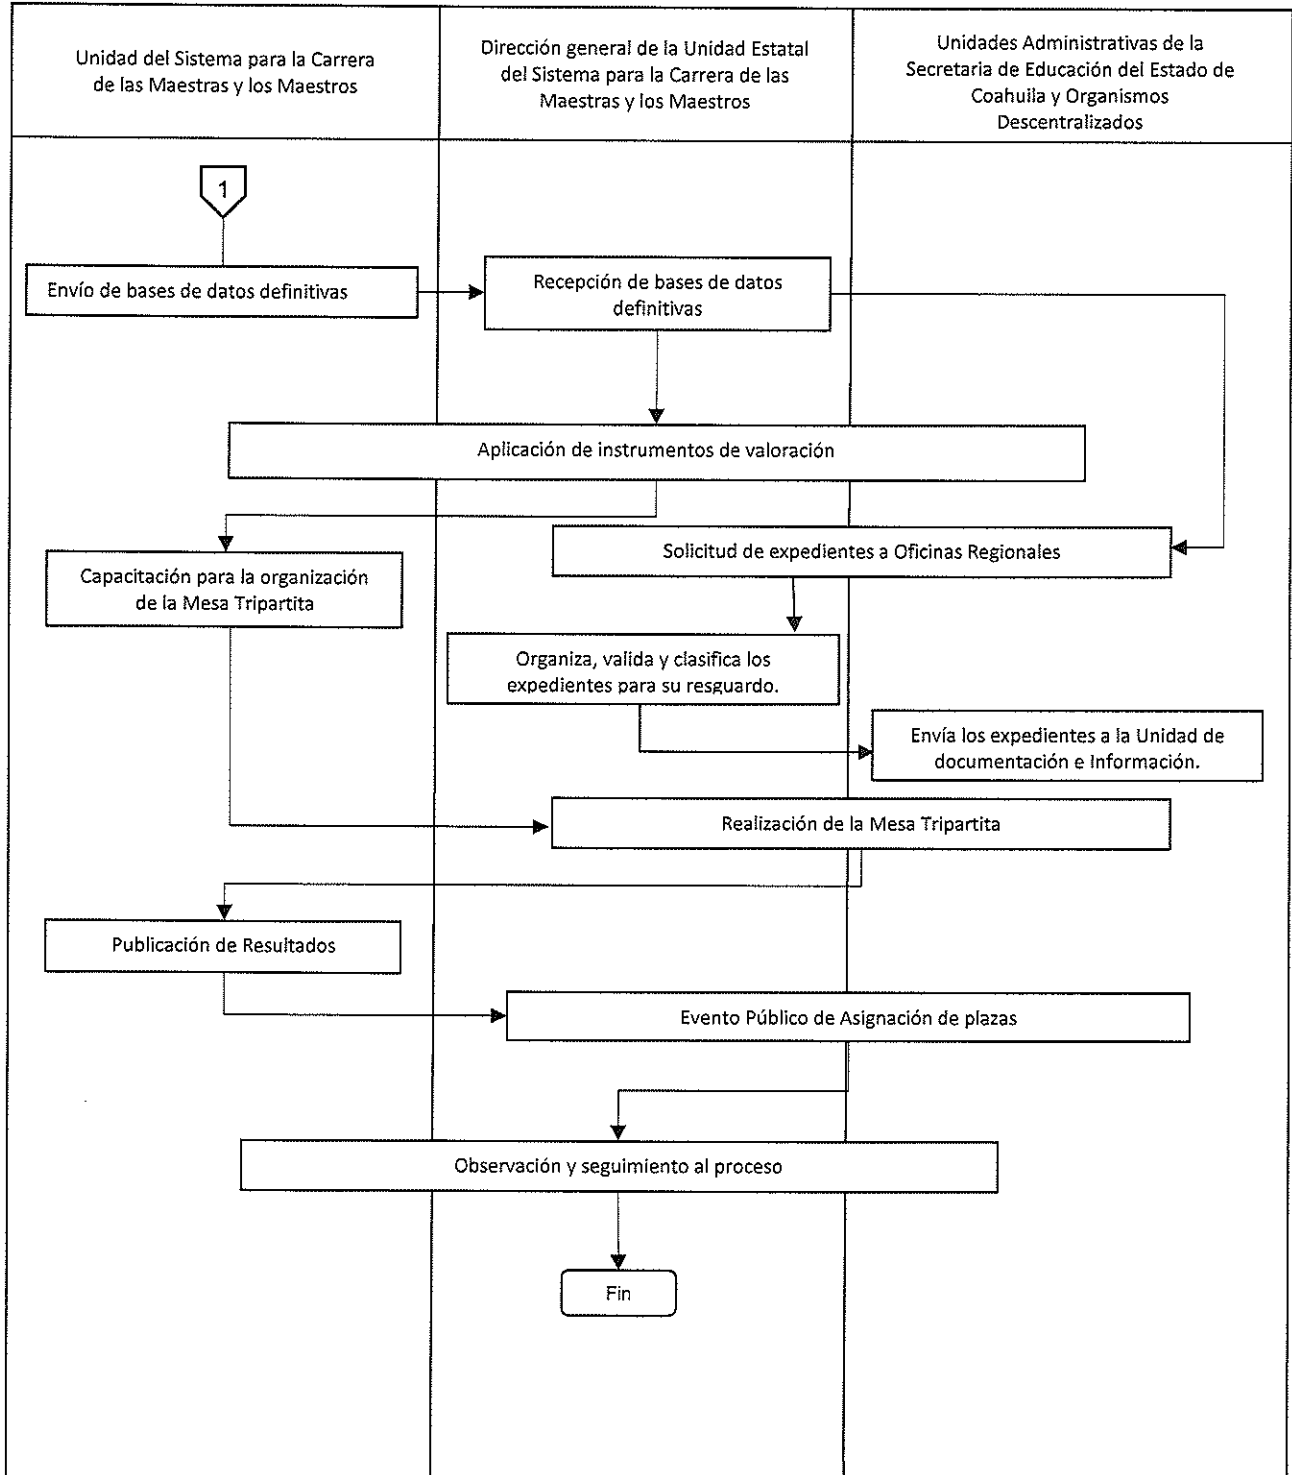 Unidad del Sistema para la Carrera
de las Maestras y los Maestros
Dirección general de la Unidad Estatal
del Sistema para la Carrera de las
Maestras y los Maestros
Unidades Administrativas de la
Secretaria de Educación del Estado de
Coahuila y Organismos
Descentralizados
1
Envío de bases de datos definitivas
Recepción de bases de datos
definitivas
Aplicación de instrumentos de valoración
Solicitud de expedientes a Oficinas Regionales
Capacitación para la organización
de la Mesa Tripartita
Organiza, valida y clasifica los
expedientes para su resguardo.
Envía los expedientes a la Unidad de
documentación e Información.
Realización de la Mesa Tripartita
Publicación de Resultados
Evento Público de Asignación de plazas
Observación y seguimiento al proceso
Fin